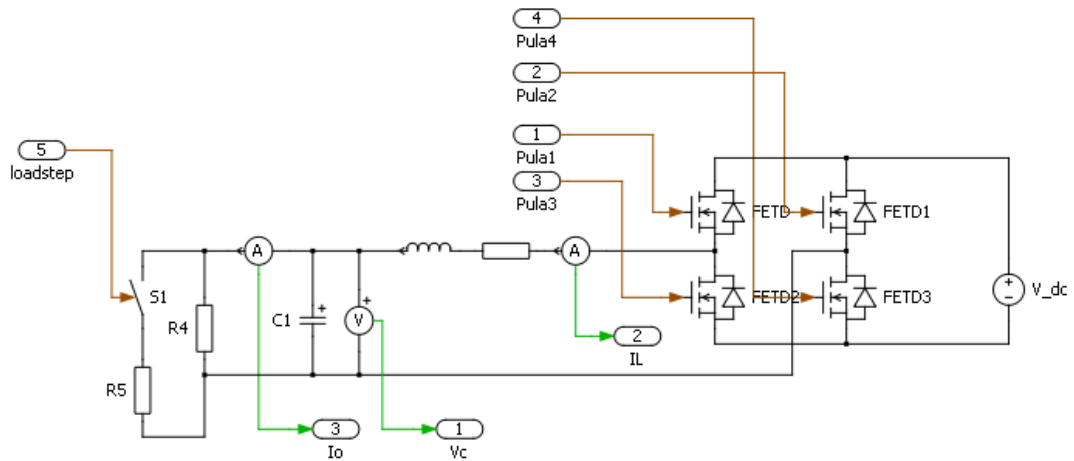 4
Pula4
2
Pula2
1
Pula1
3
Pula3
5
loadstep
FETD
FETD1
A
A
S1
R4
C1
V
FETD2
FETD3
V_dc
2
IL
R5
3
Io
1
Vc